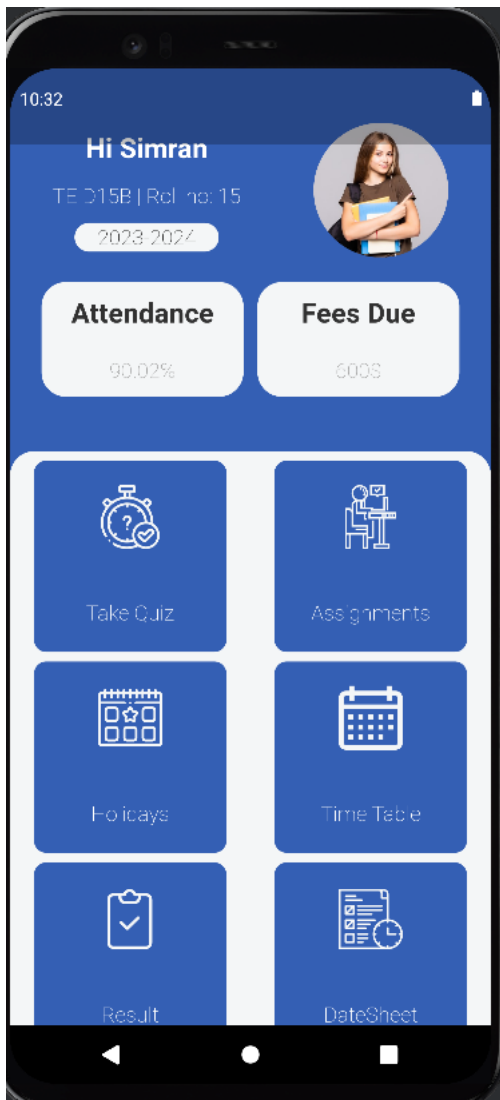 10:32
Hi Simran
TE D15B | Roll no: 15
2023-2024
Attendance
Fees Due
90.02%
600$
Take Quiz
Assignments
Holidays
Time Table
Result
DateSheet